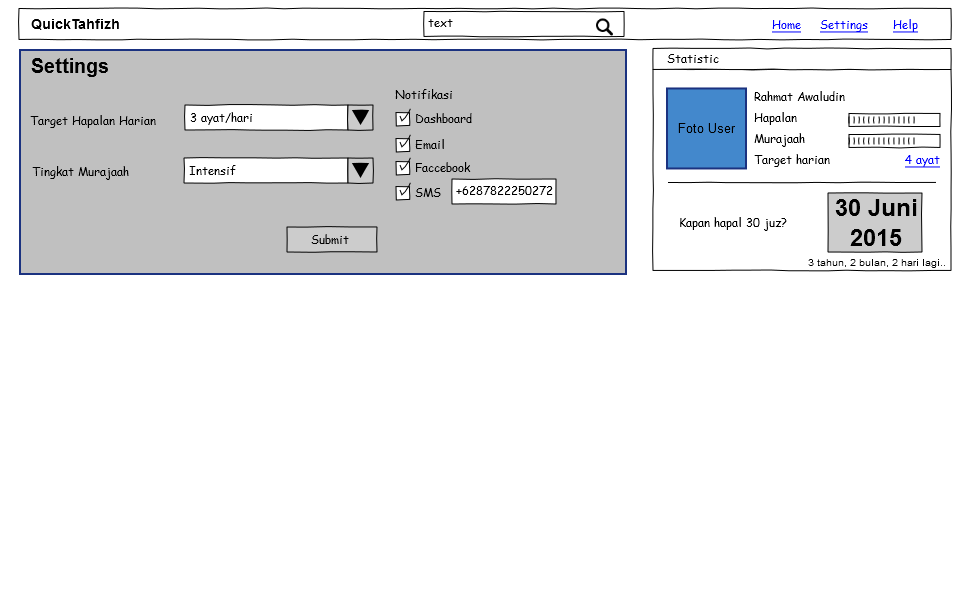 QuickTahfizh
text
Home Settings Help
Settings
Target Hapalan Harian
3 ayat/hari
Tingkat Murajaah
Intensif
Notifikasi
Dashboard
Email
Faccebook
SMS +6287822250272
Submit
Statistic
Foto User
Rahmat Awaludin
Hapalan
Murajaah
Target harian 4 ayat
Kapan hapal 30 juz?
30 Juni
2015
3 tahun, 2 bulan, 2 hari lagi..